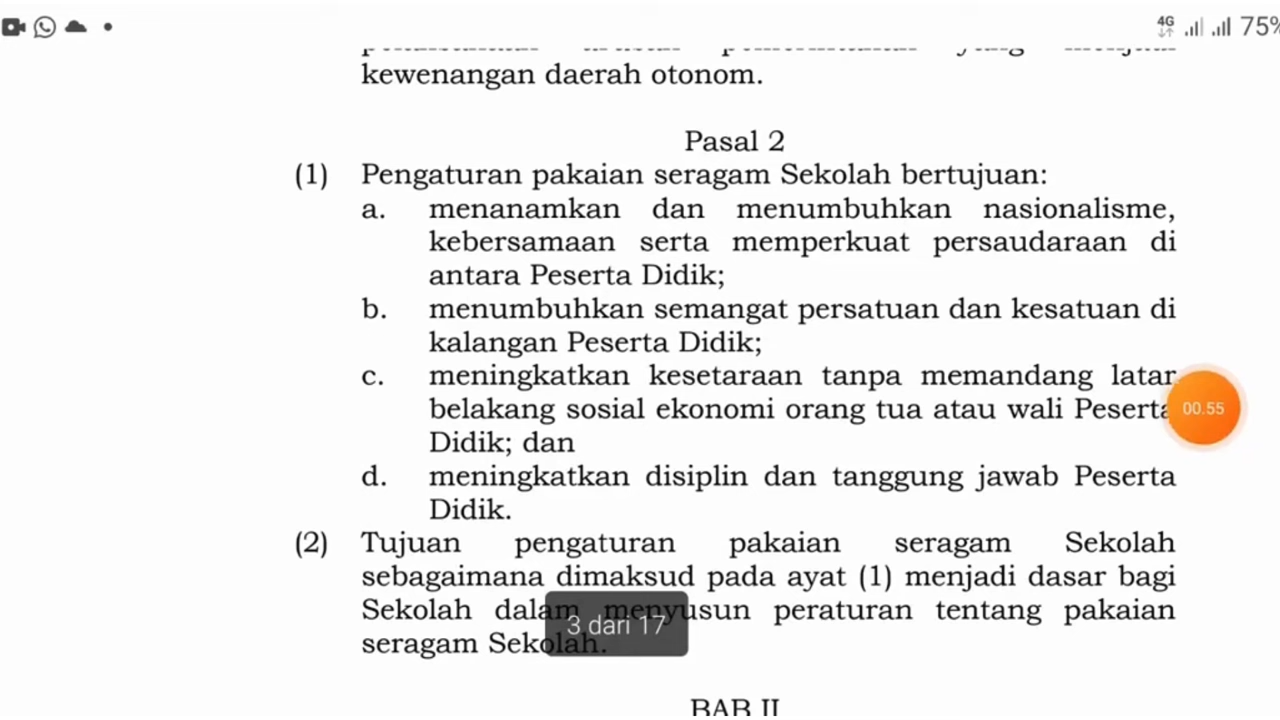 4G 75%
kewenangan daerah otonom.
Pasal 2
(1) Pengaturan pakaian seragam Sekolah bertujuan:
a. menanamkan dan menumbuhkan nasionalisme,
kebersamaan serta memperkuat persaudaraan di
antara Peserta Didik;
b. menumbuhkan semangat persatuan dan kesatuan di
kalangan Peserta Didik;
c. meningkatkan kesetaraan tanpa memandang latar
belakang sosial ekonomi orang tua atau wali Peserta
00.55
Didik; dan
d. meningkatkan disiplin dan tanggung jawab Peserta
Didik.
(2) Tujuan pengaturan pakaian seragam Sekolah
sebagaimana dimaksud pada ayat (1) menjadi dasar bagi
Sekolah dalam menyusun peraturan tentang pakaian
3 dari 17
seragam Sekolah.
BAB II